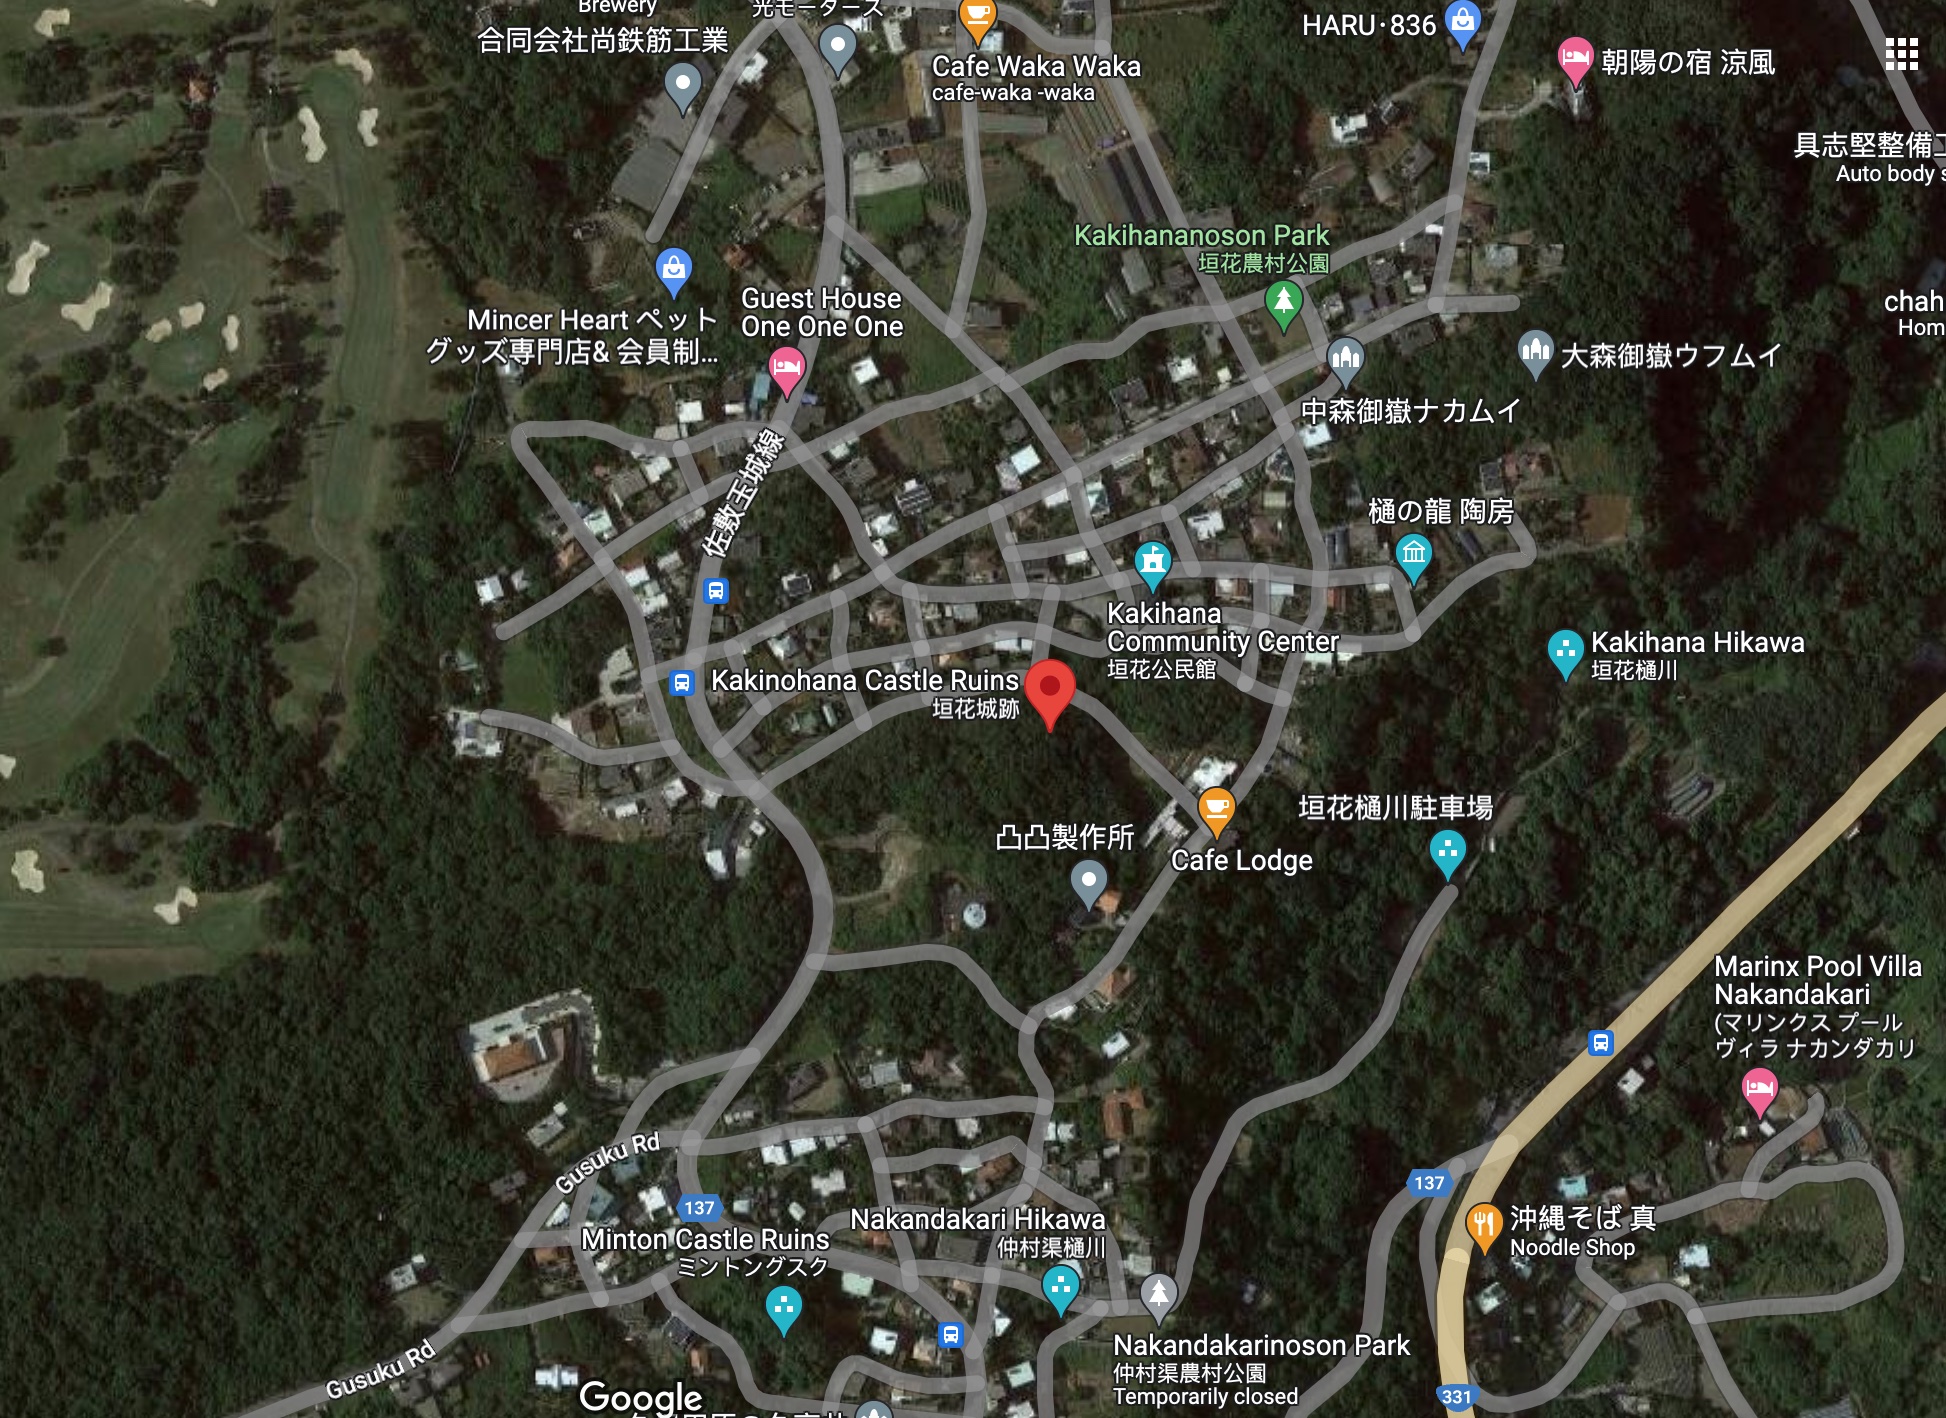 Brewery
光モータース
合同会社尚鉄筋工業
Cafe Waka Waka
cafe-waka -waka
HARU･836
朝陽の宿 涼風
具志堅整備工
Auto body s
Kakihananoson Park
垣花農村公園
Guest House
One One One
Mincer Heart ペット
グッズ専門店& 会員制...
chah
Hom
大森御嶽ウフムイ
中森御嶽ナカムイ
佐敷玉城線
樋の龍 陶房
Kakihana
Community Center
垣花公民館
Kakihana Hikawa
垣花樋川
Kakinohana Castle Ruins
垣花城跡
凸凸製作所
Cafe Lodge
垣花樋川駐車場
Marinx Pool Villa
Nakandakari
(マリンクス プール
ヴィラ ナカンダカリ
Gusuku Rd
137
137
Minton Castle Ruins
ミントングスク
Nakandakari Hikawa
仲村渠樋川
沖縄そば 真
Noodle Shop
Nakandakarinoson Park
仲村渠農村公園
Temporarily closed
Gusuku Rd
331
Google